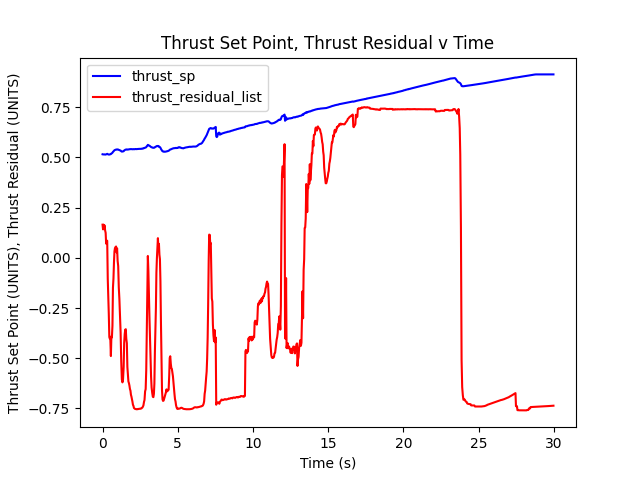 Thrust Set Point, Thrust Residual v Time
thrust_sp
thrust_residual_list
Thrust Set Point (UNITS), Thrust Residual (UNITS)
0.75
0.50
0.25
0.00
−0.25
−0.50
−0.75
0 5 10 15 20 25 30
Time (s)